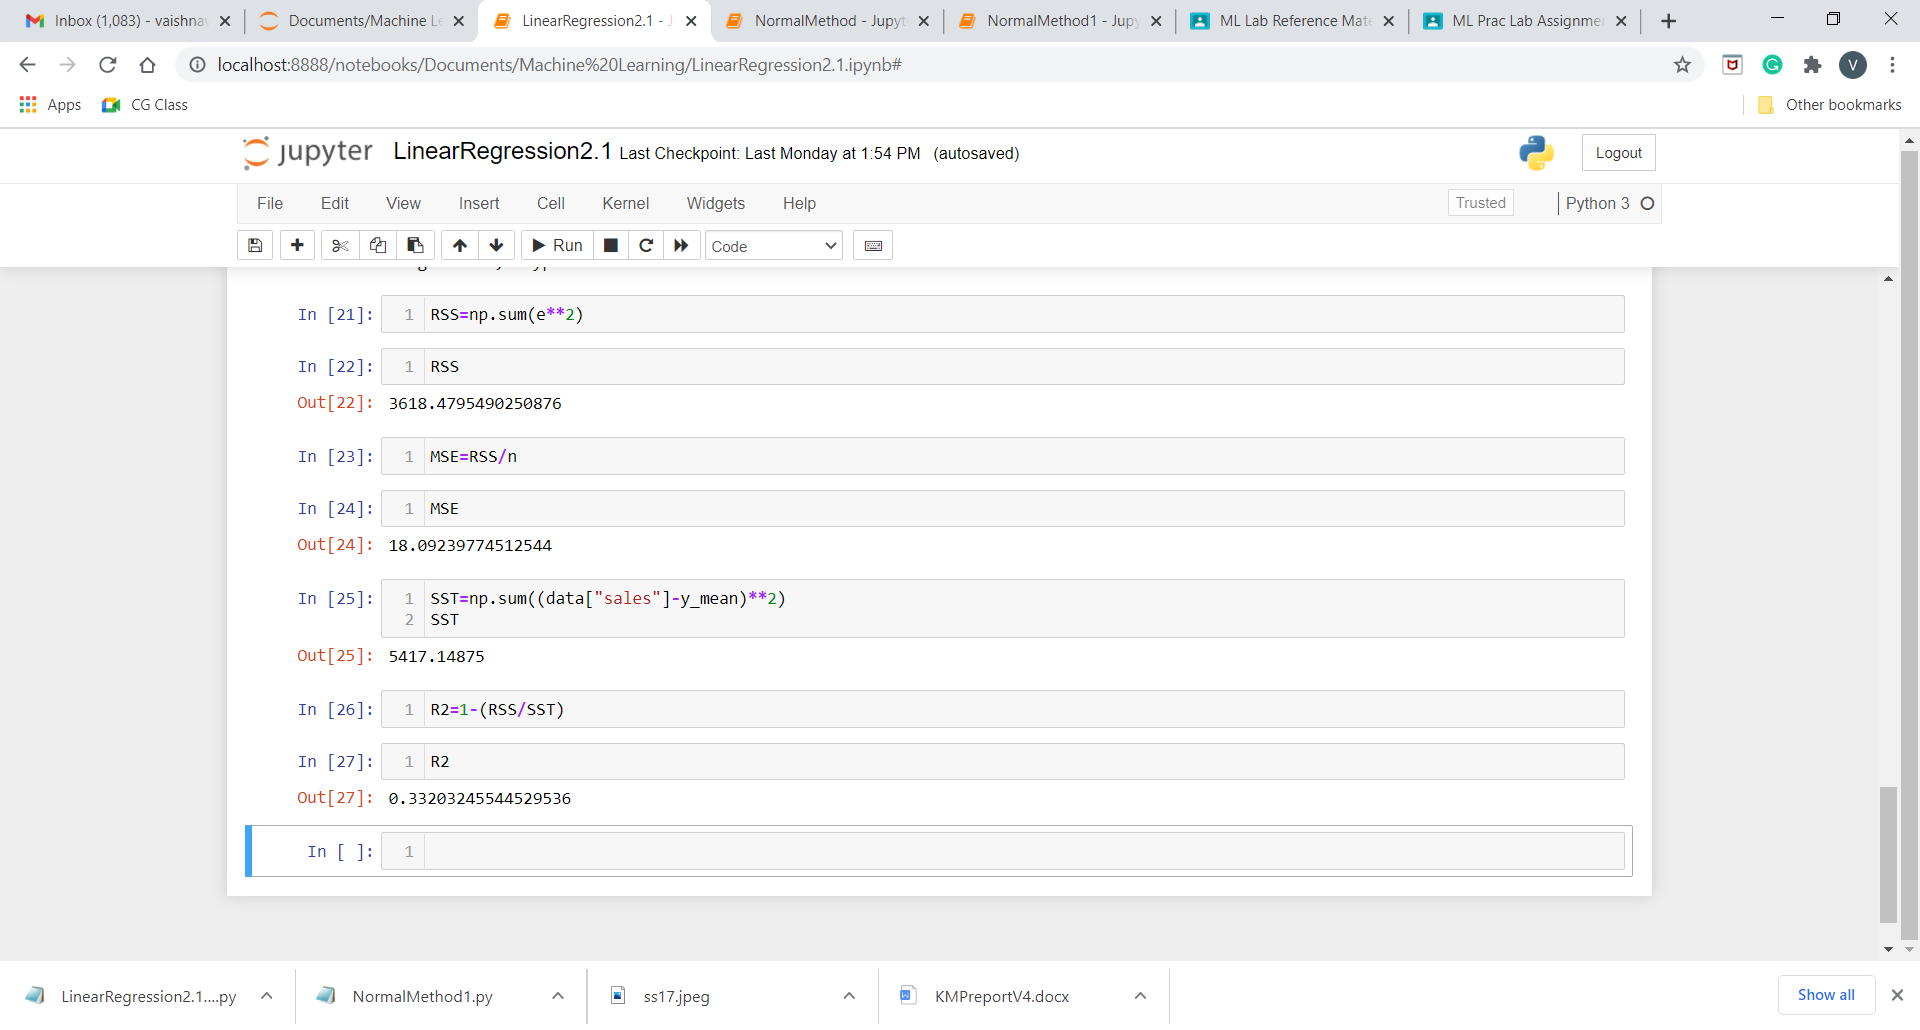 Inbox (1,083) - vaishna
Documents/Machine Le
LinearRegression2.1 - J
NormalMethod - Jupyt
NormalMethod1 - Jupy
ML Lab Reference Mate
ML Prac Lab Assignme
localhost:8888/notebooks/Documents/Machine%20Learning/LinearRegression2.1.ipynb#
V
Apps
CG Class
Other bookmarks
jupyter LinearRegression2.1 Last Checkpoint: Last Monday at 1:54 PM (autosaved)
Logout
File Edit View Insert Cell Kernel Widgets Help
Trusted
Python 3
Run
Code
In [21]: 1 RSS=np.sum(e**2)
In [22]: 1 RSS
Out[22]: 3618.4795490250876
In [23]: 1 MSE=RSS/n
In [24]: 1 MSE
Out[24]: 18.09239774512544
In [25]: 1 SST=np.sum((data["sales"]-y_mean)**2)
2 SST
Out[25]: 5417.14875
In [26]: 1 R2=1-(RSS/SST)
In [27]: 1 R2
Out[27]: 0.33203245544529536
In [ ]: 1
LinearRegression2.1....py
NormalMethod1.py
ss17.jpeg
KMPreportV4.docx
Show all